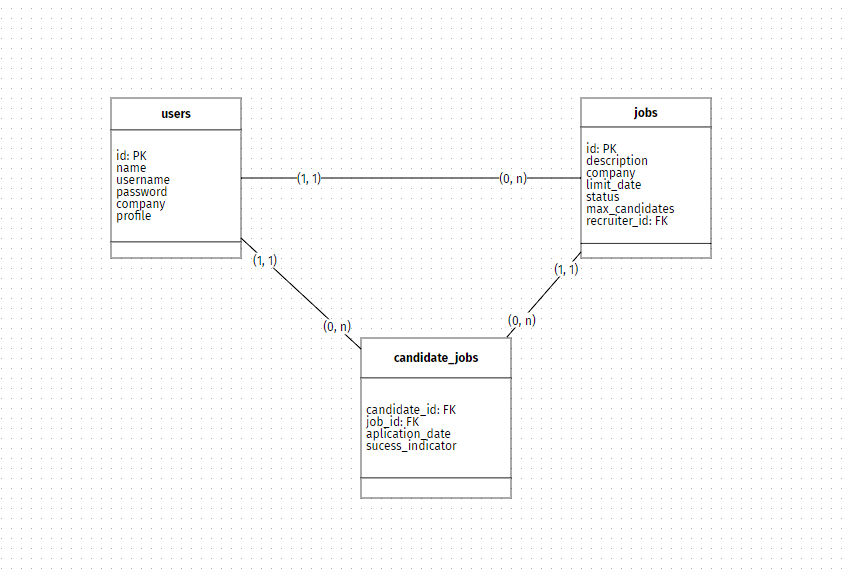 users
id: PK
name
username
password
company
profile
(1, 1)
(0, n)
jobs
id: PK
description
company
limit_date
status
max_candidates
recruiter_id: FK
(1, 1)
(0, n)
(1, 1)
(0, n)
candidate_jobs
candidate_id: FK
job_id: FK
aplication_date
sucess_indicator